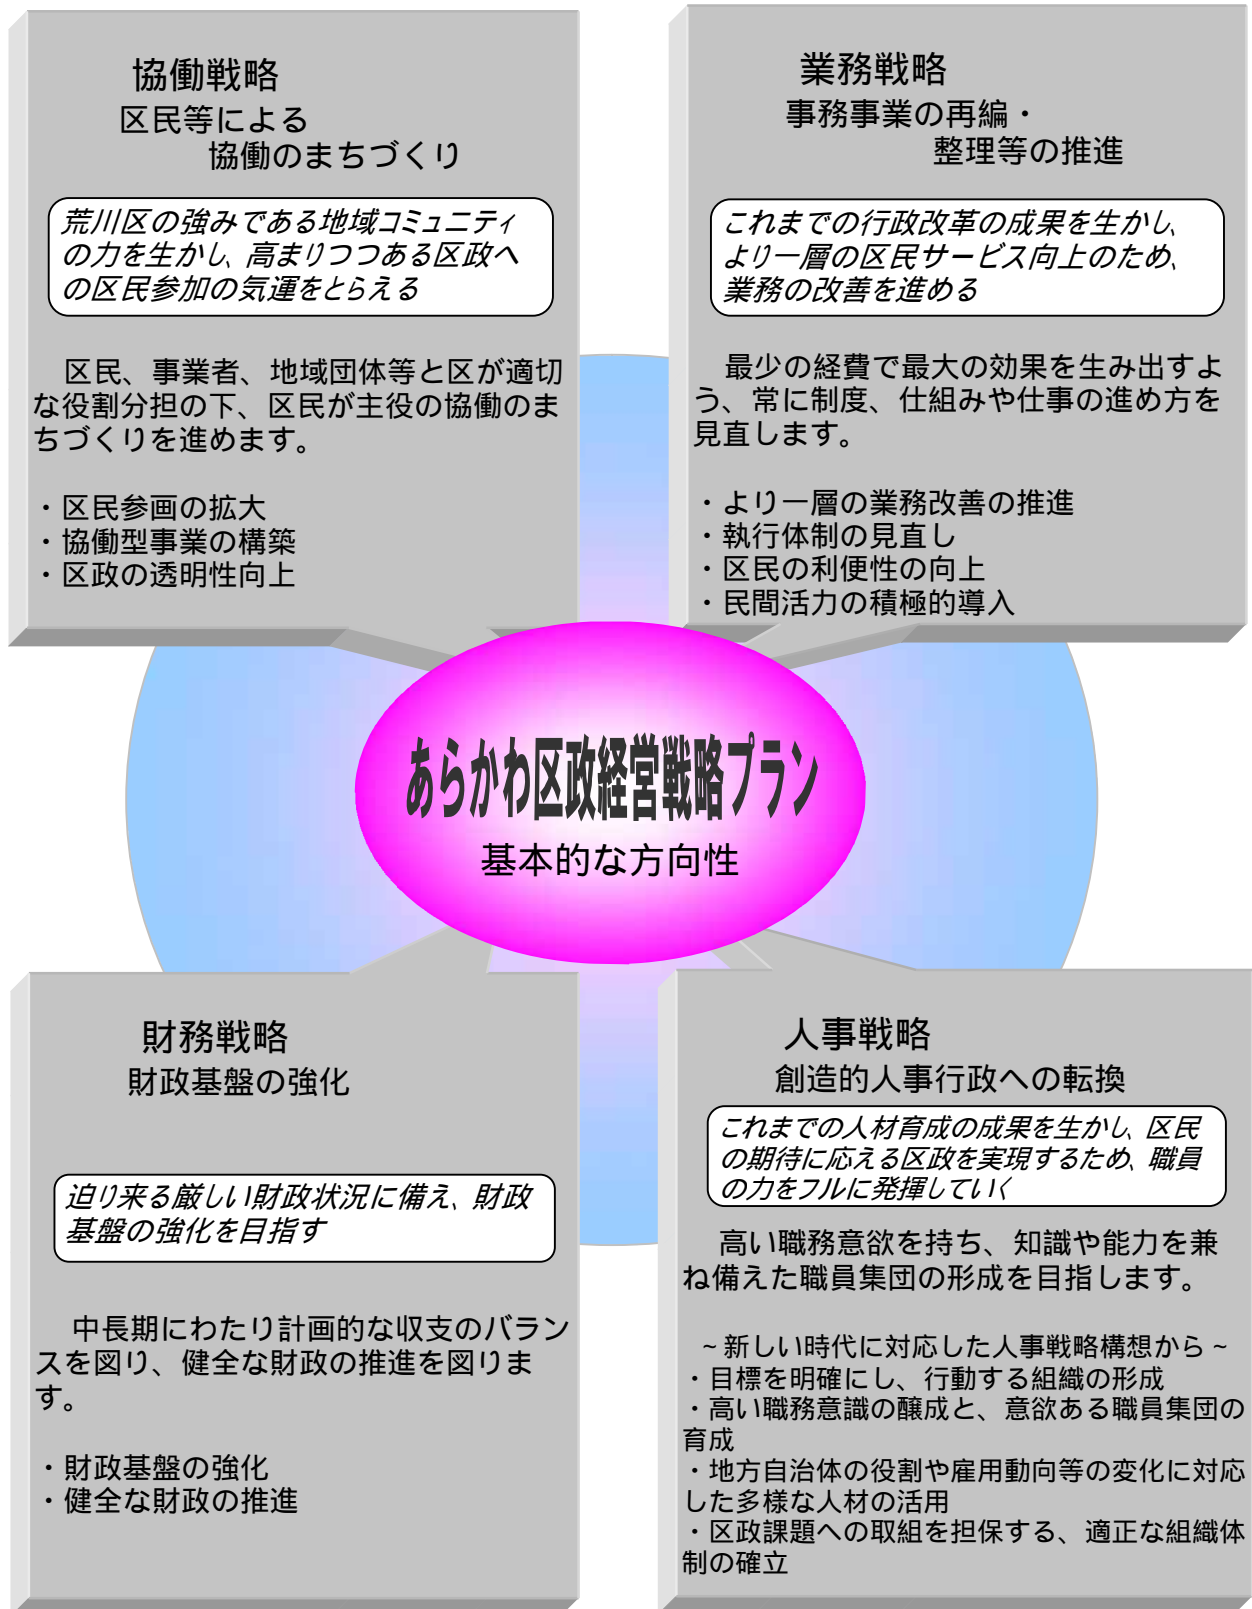 協働戦略
区民等による
協働のまちづくり
荒川区の強みである地域コミュニティ
の力を生かし、高まりつつある区政へ
の区民参加の気運をとらえる
区民、事業者、地域団体等と区が適切
な役割分担の下、区民が主役の協働のま
ちづくりを進めます。
・区民参画の拡大
・協働型事業の構築
・区政の透明性向上
業務戦略
事務事業の再編・
整理等の推進
これまでの行政改革の成果を生かし、
より一層の区民サービス向上のため、
業務の改善を進める
最少の経費で最大の効果を生み出すよ
う、常に制度、仕組みや仕事の進め方を
見直します。
・より一層の業務改善の推進
・執行体制の見直し
・区民の利便性の向上
・民間活力の積極的導入
あらかわ区政経営戦略プラン
基本的な方向性
財務戦略
財政基盤の強化
迫り来る厳しい財政状況に備え、財政
基盤の強化を目指す
中長期にわたり計画的な収支のバラン
スを図り、健全な財政の推進を図りま
す。
・財政基盤の強化
・健全な財政の推進
人事戦略
創造的人事行政への転換
これまでの人材育成の成果を生かし、区民
の期待に応える区政を実現するため、職員
の力をフルに発揮していく
高い職務意欲を持ち、知識や能力を兼
ね備えた職員集団の形成を目指します。
~新しい時代に対応した人事戦略構想から~
・目標を明確にし、行動する組織の形成
・高い職務意識の醸成と、意欲ある職員集団の
育成
・地方自治体の役割や雇用動向等の変化に対応
した多様な人材の活用
・区政課題への取組を担保する、適正な組織体
制の確立